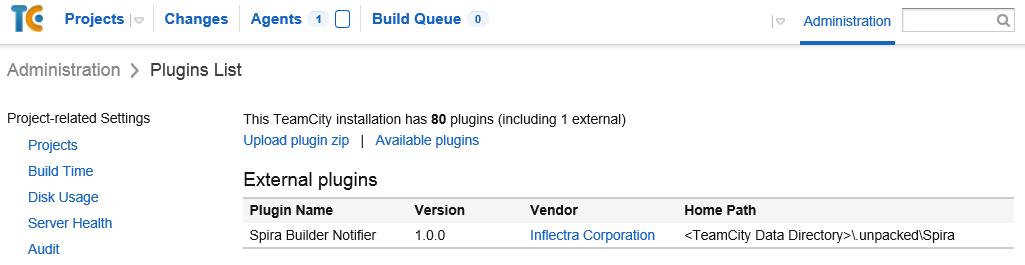 TC Projects Changes Agents 1 Build Queue 0 Administration
Administration Plugins List
Project-related Settings
Projects
Build Time
Disk Usage
Server Health
Audit
This TeamCity installation has 80 plugins (including 1 external)
Upload plugin zip | Available plugins
External plugins
Plugin Name Version Vendor Home Path
Spira Builder Notifier 1.0.0 Inflectra Corporation <TeamCity Data Directory>\.unpacked\Spira